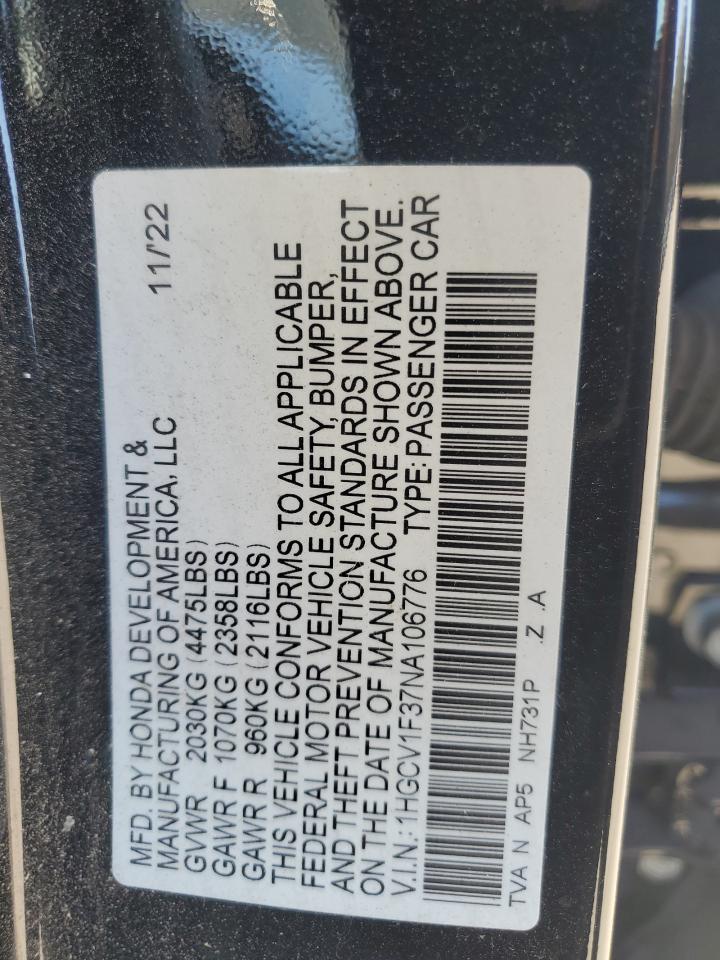 MFD. BY HONDA DEVELOPMENT &
MANUFACTURING OF AMERICA, LLC 11/'22
GVWR 2030KG (4475LBS)
GAWR F 1070KG (2358LBS)
GAWR R 960KG (2116LBS)
THIS VEHICLE CONFORMS TO ALL APPLICABLE
FEDERAL MOTOR VEHICLE SAFETY, BUMPER,
AND THEFT PREVENTION STANDARDS IN EFFECT
ON THE DATE OF MANUFACTURE SHOWN ABOVE.
V.I.N.: 1HGCV1F37NA106776 TYPE: PASSENGER CAR
TVA N AP5 NH731P .Z .A